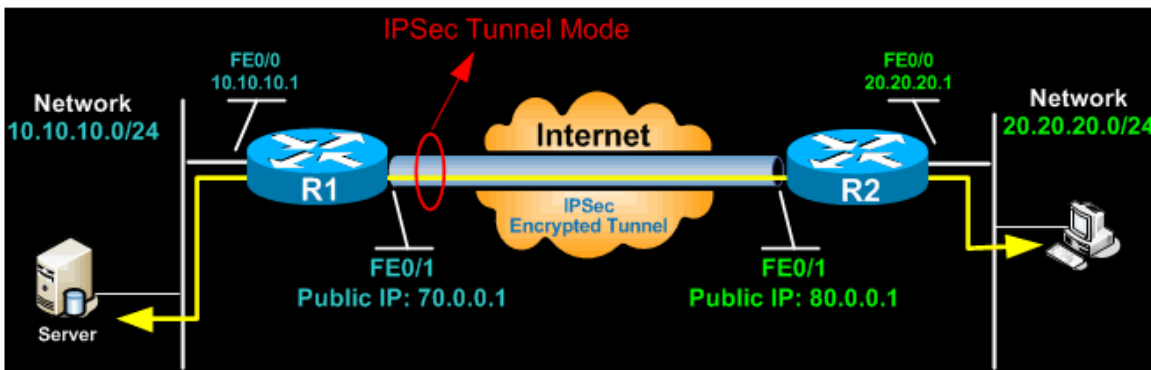 IPSec Tunnel Mode
FE0/0
10.10.10.1
FE0/0
20.20.20.1
Network
10.10.10.0/24
Network
20.20.20.0/24
Internet
R1
R2
IPSec
Encrypted Tunnel
FE0/1
Public IP: 70.0.0.1
FE0/1
Public IP: 80.0.0.1
Server